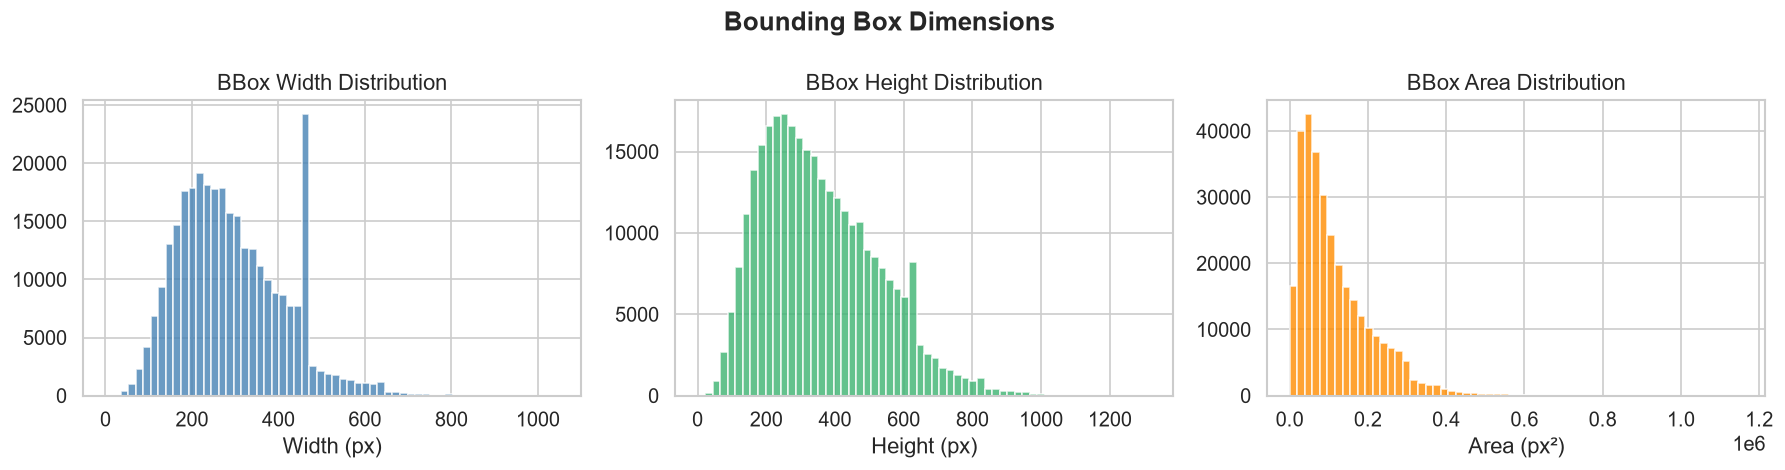 Bounding Box Dimensions
BBox Width Distribution
25000
20000
15000
10000
5000
0
0 200 400 600 800 1000
Width (px)
BBox Height Distribution
15000
10000
5000
0
0 200 400 600 800 1000 1200
Height (px)
BBox Area Distribution
40000
30000
20000
10000
0
0.0 0.2 0.4 0.6 0.8 1.0 1.2
1e6
Area (px²)